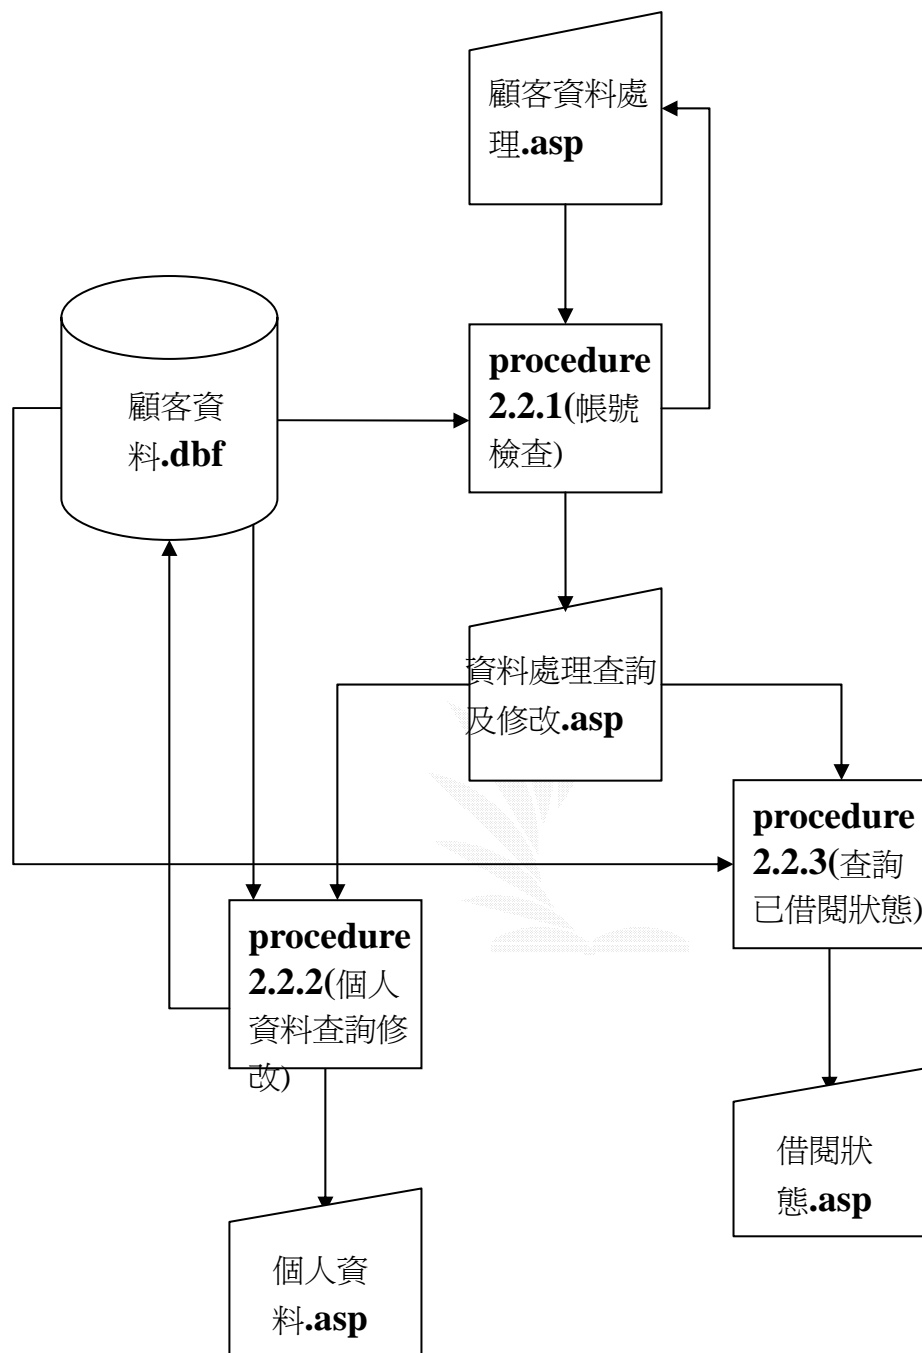 顧客資料處
理.asp
procedure
2.2.1(帳號
檢查)
顧客資
料.dbf
資料處理查詢
及修改.asp
procedure
2.2.3(查詢
已借閱狀態)
procedure
2.2.2(個人
資料查詢修
改)
借閱狀
態.asp
個人資
料.asp